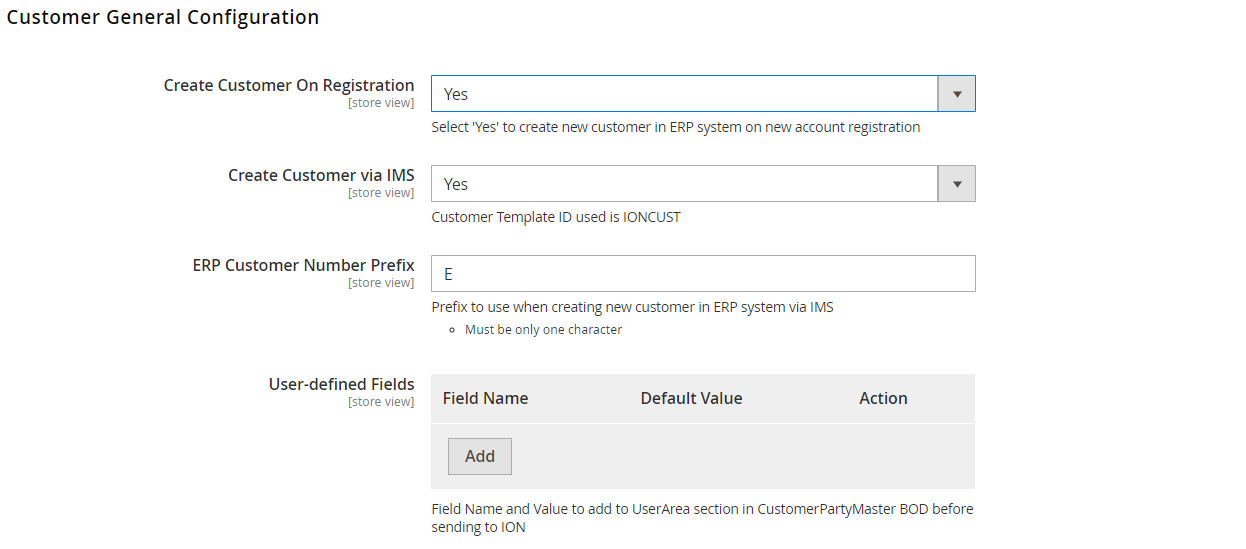 Customer General Configuration
Create Customer On Registration
[store view]
Yes
Select 'Yes' to create new customer in ERP system on new account registration
Create Customer via IMS
[store view]
Yes
Customer Template ID used is IONCUST
ERP Customer Number Prefix
[store view]
E
Prefix to use when creating new customer in ERP system via IMS
Must be only one character
User-defined Fields
[store view]
Field Name Default Value Action
Add
Field Name and Value to add to UserArea section in CustomerPartyMaster BOD before
sending to ION